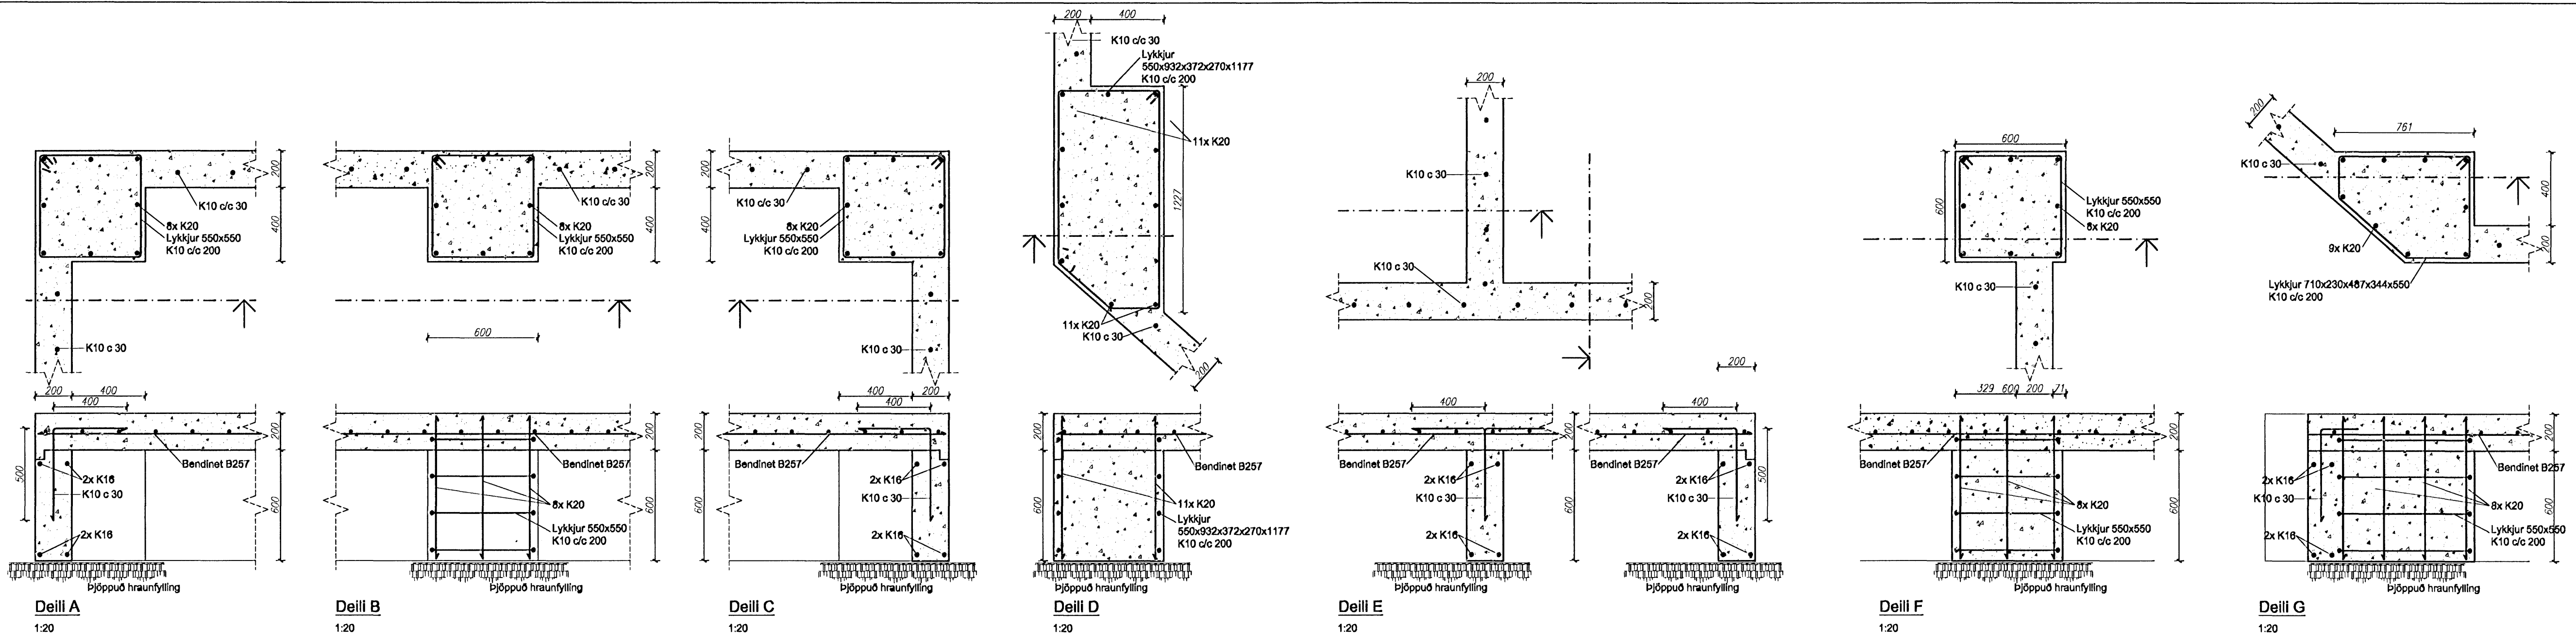 200
400
K10 c/c 30
8x K20
Lykkjur 550x550
K10 c/c 200
K10 c 30
200
400
200
400
400
500
2x K16
K10 c 30
2x K16
Bendinet B257
200
600
Þjöppuð hraunfylling
Deili A
1:20
200
400
K10 c/c 30
8x K20
Lykkjur 550x550
K10 c/c 200
600
Bendinet B257
8x K20
Lykkjur 550x550
K10 c/c 200
200
600
Þjöppuð hraunfylling
Deili B
1:20
200
400
K10 c/c 30
8x K20
Lykkjur 550x550
K10 c/c 200
K10 c 30
400
200
400
Bendinet B257
2x K16
K10 c 30
2x K16
200
600
Þjöppuð hraunfylling
Deili C
1:20
200
400
K10 c/c 30
Lykkjur
550x932x372x270x1177
K10 c/c 200
11x K20
1227
11x K20
K10 c 30
200
200
600
Bendinet B257
11x K20
Lykkjur
550x932x372x270x1177
K10 c/c 200
Þjöppuð hraunfylling
Deili D
1:20
200
K10 c 30
K10 c 30
200
400
Bendinet B257
2x K16
K10 c 30
2x K16
200
600
Þjöppuð hraunfylling
200
400
Bendinet B257
2x K16
K10 c 30
2x K16
500
Þjöppuð hraunfylling
Deili E
1:20
600
600
Lykkjur 550x550
K10 c/c 200
8x K20
K10 c 30
329
600
200
71
Bendinet B257
8x K20
Lykkjur 550x550
K10 c/c 200
200
600
Þjöppuð hraunfylling
Deili F
1:20
200
761
K10 c 30
400
200
9x K20
Lykkjur 710x230x487x344x550
K10 c/c 200
2x K16
K10 c 30
2x K16
Bendinet B257
8x K20
Lykkjur 550x550
K10 c/c 200
200
600
Þjöppuð hraunfylling
Deili G
1:20